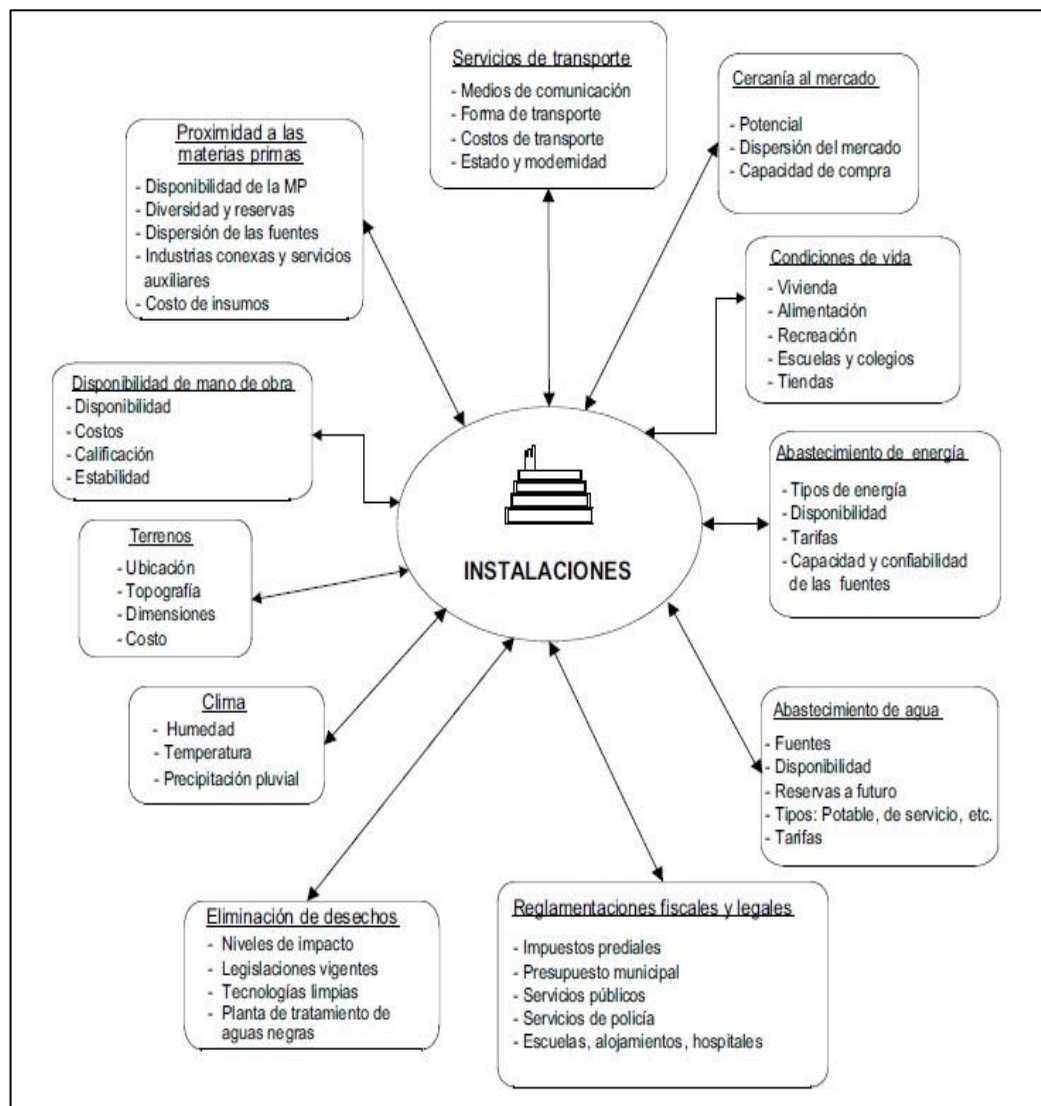 Servicios de transporte
- Medios de comunicación
- Forma de transporte
- Costos de transporte
- Estado y modernidad
Cercanía al mercado
- Potencial
- Dispersión del mercado
- Capacidad de compra
Proximidad a las
materias primas
- Disponibilidad de la MP
- Diversidad y reservas
- Dispersión de las fuentes
- Industrias conexas y servicios
auxiliares
- Costo de insumos
Condiciones de vida
- Vivienda
- Alimentación
- Recreación
- Escuelas y colegios
- Tiendas
Disponibilidad de mano de obra
- Disponibilidad
- Costos
- Calificación
- Estabilidad
Abastecimiento de energía
- Tipos de energía
- Disponibilidad
- Tarifas
- Capacidad y confiabilidad
de las fuentes
INSTALACIONES
Terrenos
- Ubicación
- Topografía
- Dimensiones
- Costo
Clima
- Humedad
- Temperatura
- Precipitación pluvial
Abastecimiento de agua
- Fuentes
- Disponibilidad
- Reservas a futuro
- Tipos: Potable, de servicio, etc.
- Tarifas
Eliminación de desechos
- Niveles de impacto
- Legislaciones vigentes
- Tecnologías limpias
- Planta de tratamiento de
aguas negras
Reglamentaciones fiscales y legales
- Impuestos prediales
- Presupuesto municipal
- Servicios públicos
- Servicios de policía
- Escuelas, alojamientos, hospitales